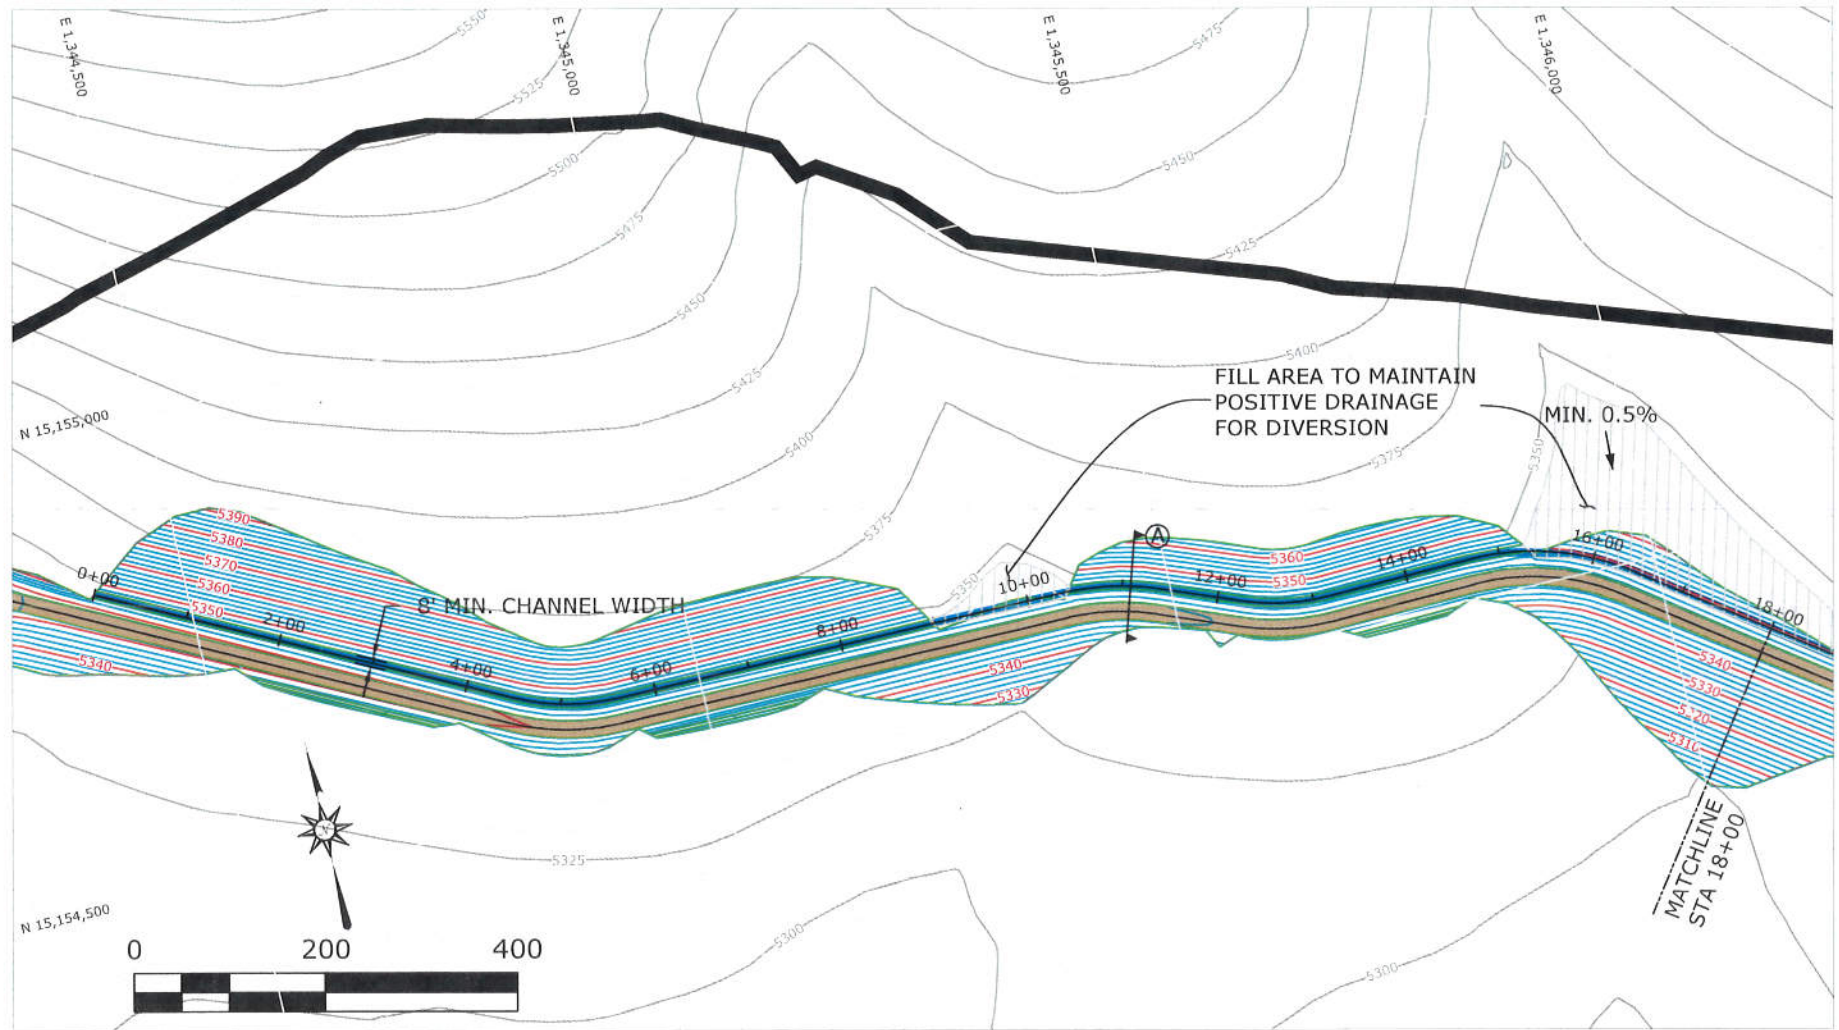 E 1,344,500
E 1,345,000
E 1,345,500
E 1,346,000
5550
5475
5525
5500
5450
5475
5425
5450
5400
5425
FILL AREA TO MAINTAIN
POSITIVE DRAINAGE
FOR DIVERSION
MIN. 0.5%
N 15,155,000
5400
5375
5350
5375
5390
5380
5370
5360
5350
0+00
2+00
8' MIN. CHANNEL WIDTH
4+00
6+00
8+00
5350
10+00
A
12+00
5360
5350
14+00
16+00
18+00
5340
5340
5330
5340
5330
5320
5310
N
5325
N 15,154,500
5300
5300
MATCHLINE
STA 18+00
0 200 400